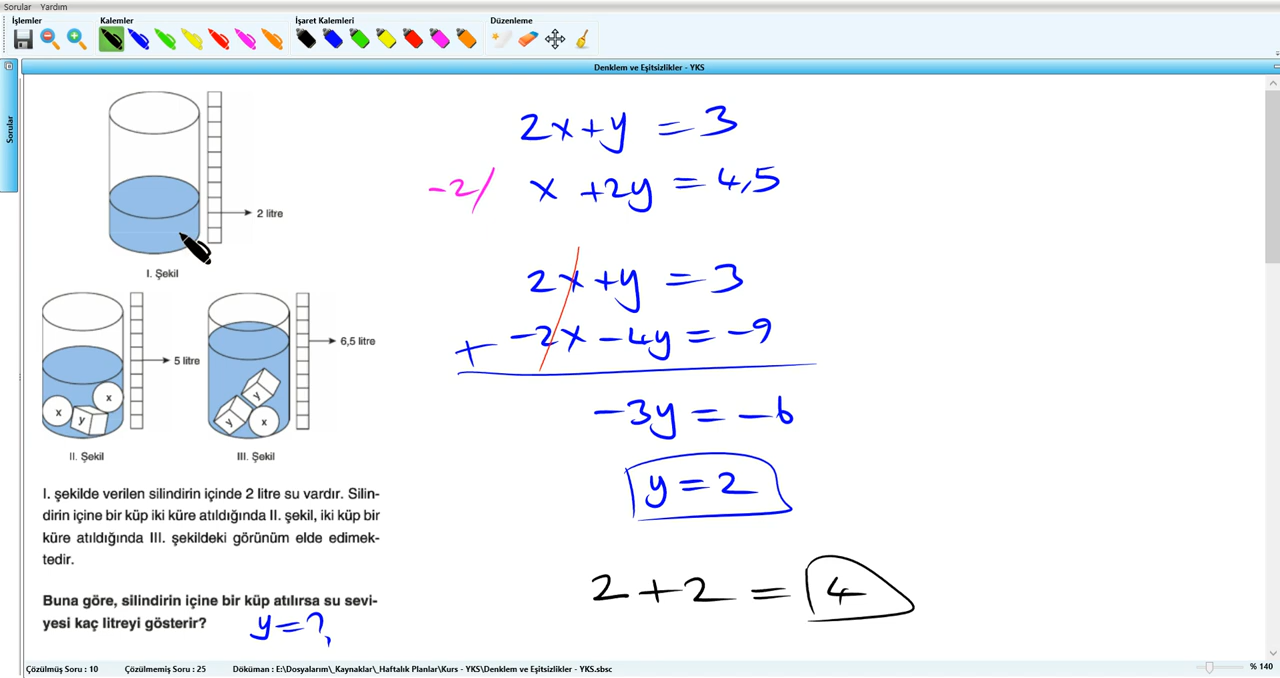 Sorular Yardım
İşlemler Kalemler İşaret Kalemleri Düzenleme
Denklem ve Eşitsizlikler - YKS
Sorular
2 litre
I. Şekil
5 litre
x
x
y
II. Şekil
6,5 litre
y
y
x
III. Şekil
I. şekilde verilen silindirin içinde 2 litre su vardır. Silin-
dirin içine bir küp iki küre atıldığında II. şekil, iki küp bir
küre atıldığında III. şekildeki görünüm elde edimek-
tedir.
Buna göre, silindirin içine bir küp atılırsa su sevi-
yesi kaç litreyi gösterir?
y=?
2x+y = 3
-2/ x +2y = 4,5
2x+y = 3
+ -2x-4y = -9
-3y = -6
y = 2
2+2 = 4
Çözülmüş Soru : 10 Çözülmemiş Soru : 25 Döküman : E:\Dosyalarım\_Kaynaklar\_Haftalık Planlar\Kurs - YKS\Denklem ve Eşitsizlikler - YKS.sbsc % 140